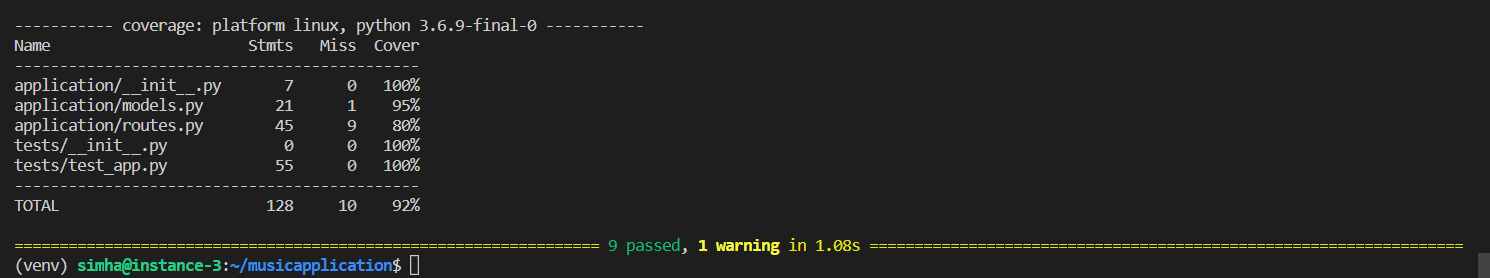 ----------- coverage: platform linux, python 3.6.9-final-0 -----------
Name                      Stmts   Miss  Cover
---------------------------------------------
application/__init__.py       7      0   100%
application/models.py        21      1    95%
application/routes.py        45      9    80%
tests/__init__.py             0      0   100%
tests/test_app.py            55      0   100%
---------------------------------------------
TOTAL                       128     10    92%
================================================================= 9 passed, 1 warning in 1.08s ==================================================================
(venv) simha@instance-3:~/musicapplication$